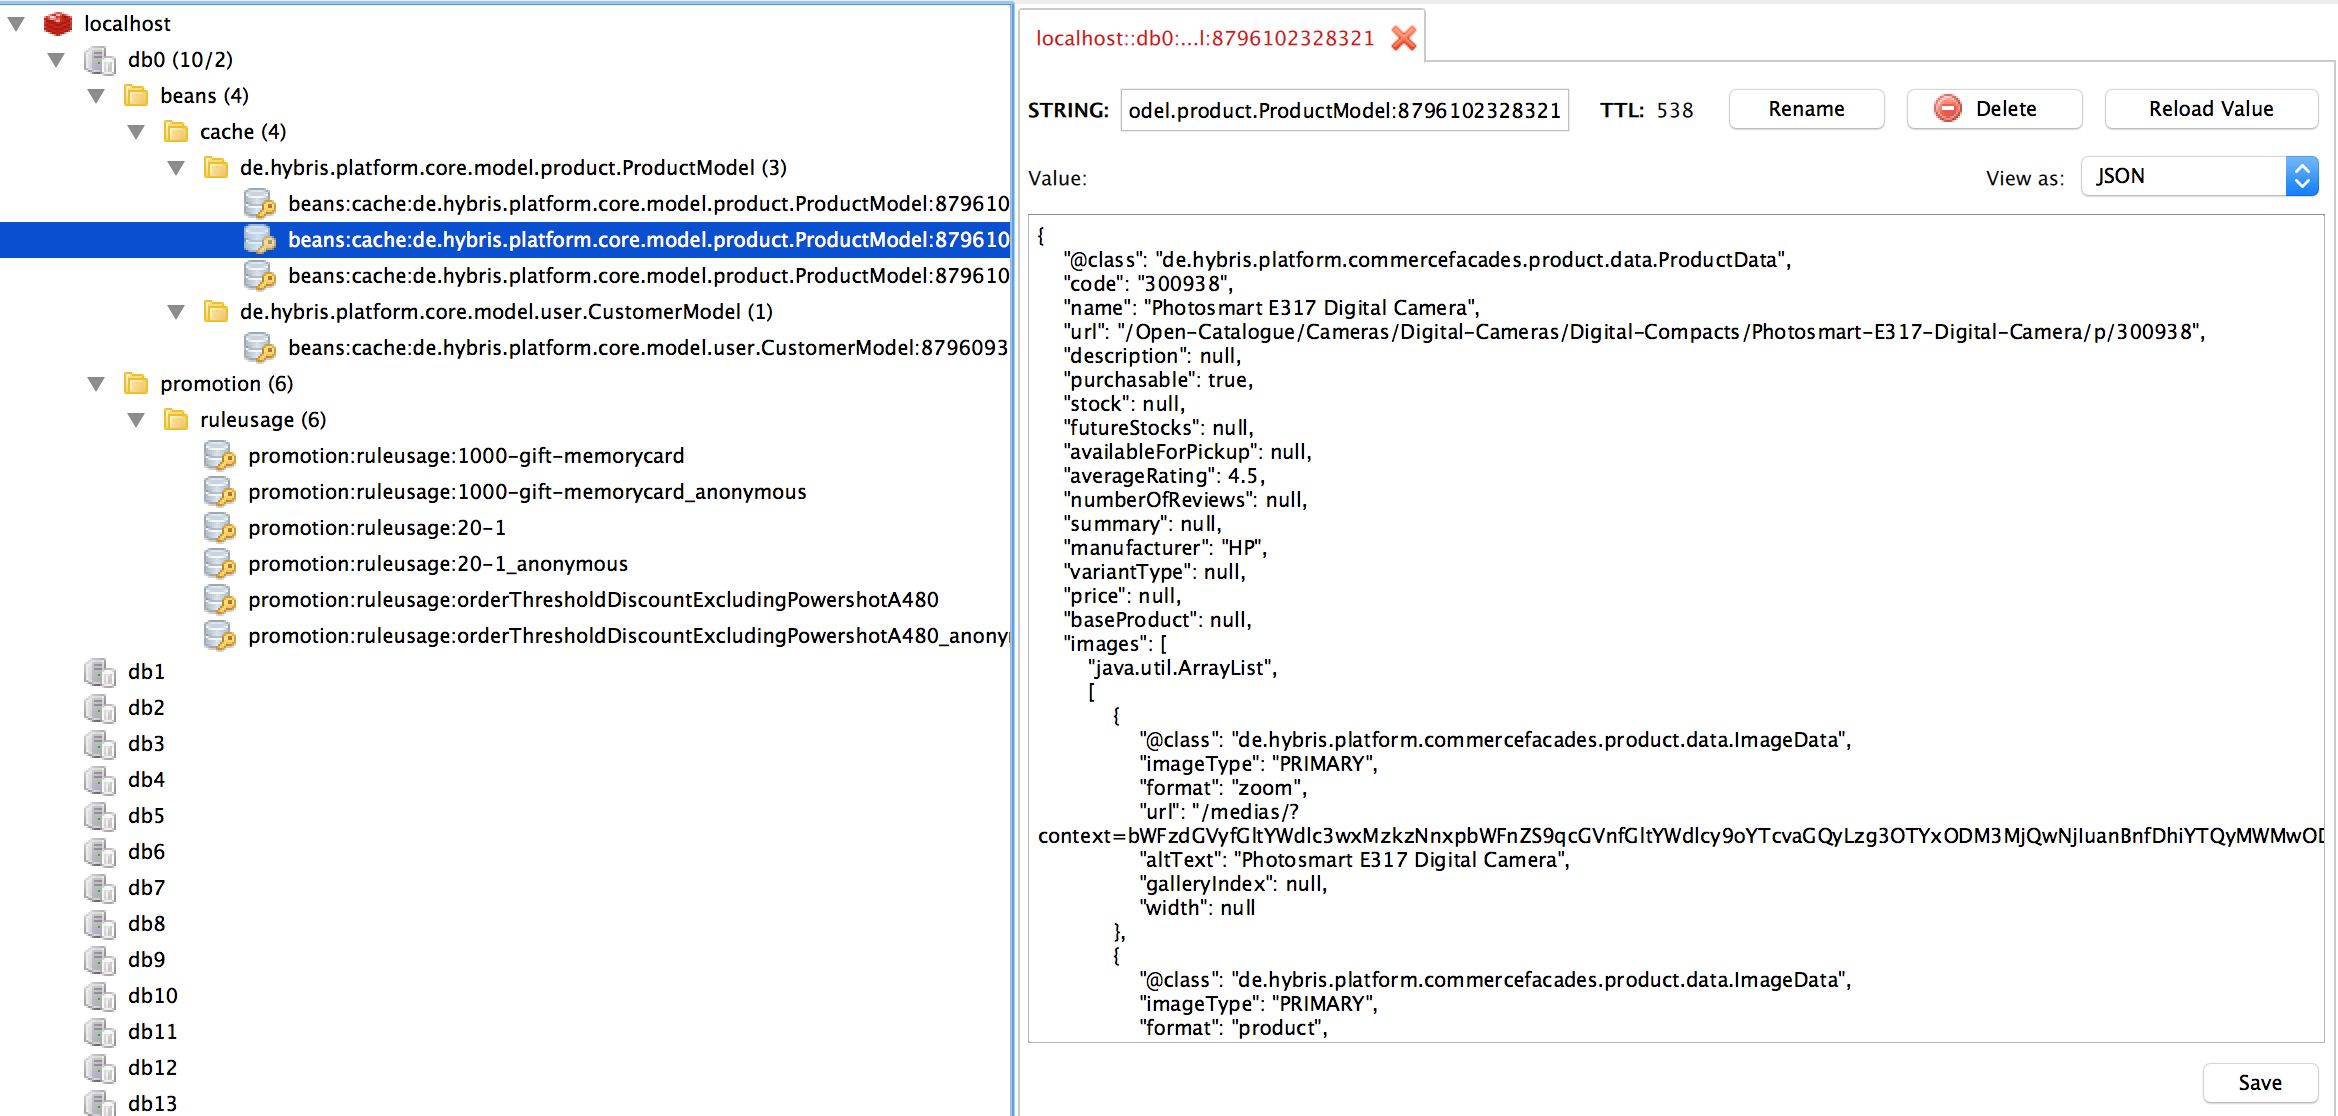 localhost
db0 (10/2)
beans (4)
cache (4)
de.hybris.platform.core.model.product.ProductModel (3)
beans:cache:de.hybris.platform.core.model.product.ProductModel:879610
beans:cache:de.hybris.platform.core.model.product.ProductModel:879610
beans:cache:de.hybris.platform.core.model.product.ProductModel:879610
de.hybris.platform.core.model.user.CustomerModel (1)
beans:cache:de.hybris.platform.core.model.user.CustomerModel:8796093
promotion (6)
ruleusage (6)
promotion:ruleusage:1000-gift-memorycard
promotion:ruleusage:1000-gift-memorycard_anonymous
promotion:ruleusage:20-1
promotion:ruleusage:20-1_anonymous
promotion:ruleusage:orderThresholdDiscountExcludingPowershotA480
promotion:ruleusage:orderThresholdDiscountExcludingPowershotA480_anony
db1
db2
db3
db4
db5
db6
db7
db8
db9
db10
db11
db12
db13
localhost::db0:...l:8796102328321
STRING: odel.product.ProductModel:8796102328321 TTL: 538 Rename Delete Reload Value
Value: View as: JSON
{
"@class": "de.hybris.platform.commercefacades.product.data.ProductData",
"code": "300938",
"name": "Photosmart E317 Digital Camera",
"url": "/Open-Catalogue/Cameras/Digital-Cameras/Digital-Compacts/Photosmart-E317-Digital-Camera/p/300938",
"description": null,
"purchasable": true,
"stock": null,
"futureStocks": null,
"availableForPickup": null,
"averageRating": 4.5,
"numberOfReviews": null,
"summary": null,
"manufacturer": "HP",
"variantType": null,
"price": null,
"baseProduct": null,
"images": [
"java.util.ArrayList",
[
{
"@class": "de.hybris.platform.commercefacades.product.data.ImageData",
"imageType": "PRIMARY",
"format": "zoom",
"url": "/medias/?
context=bWFzdGVyfGltYWdlc3wxMzkzNnxpbWFnZS9qcGVnfGltYWdlcy9oYTcvaGQyLzg3OTYxODM3MjQwNjIuanBnfDhiYTQyMWMwOD
"altText": "Photosmart E317 Digital Camera",
"galleryIndex": null,
"width": null
},
{
"@class": "de.hybris.platform.commercefacades.product.data.ImageData",
"imageType": "PRIMARY",
"format": "product",
Save